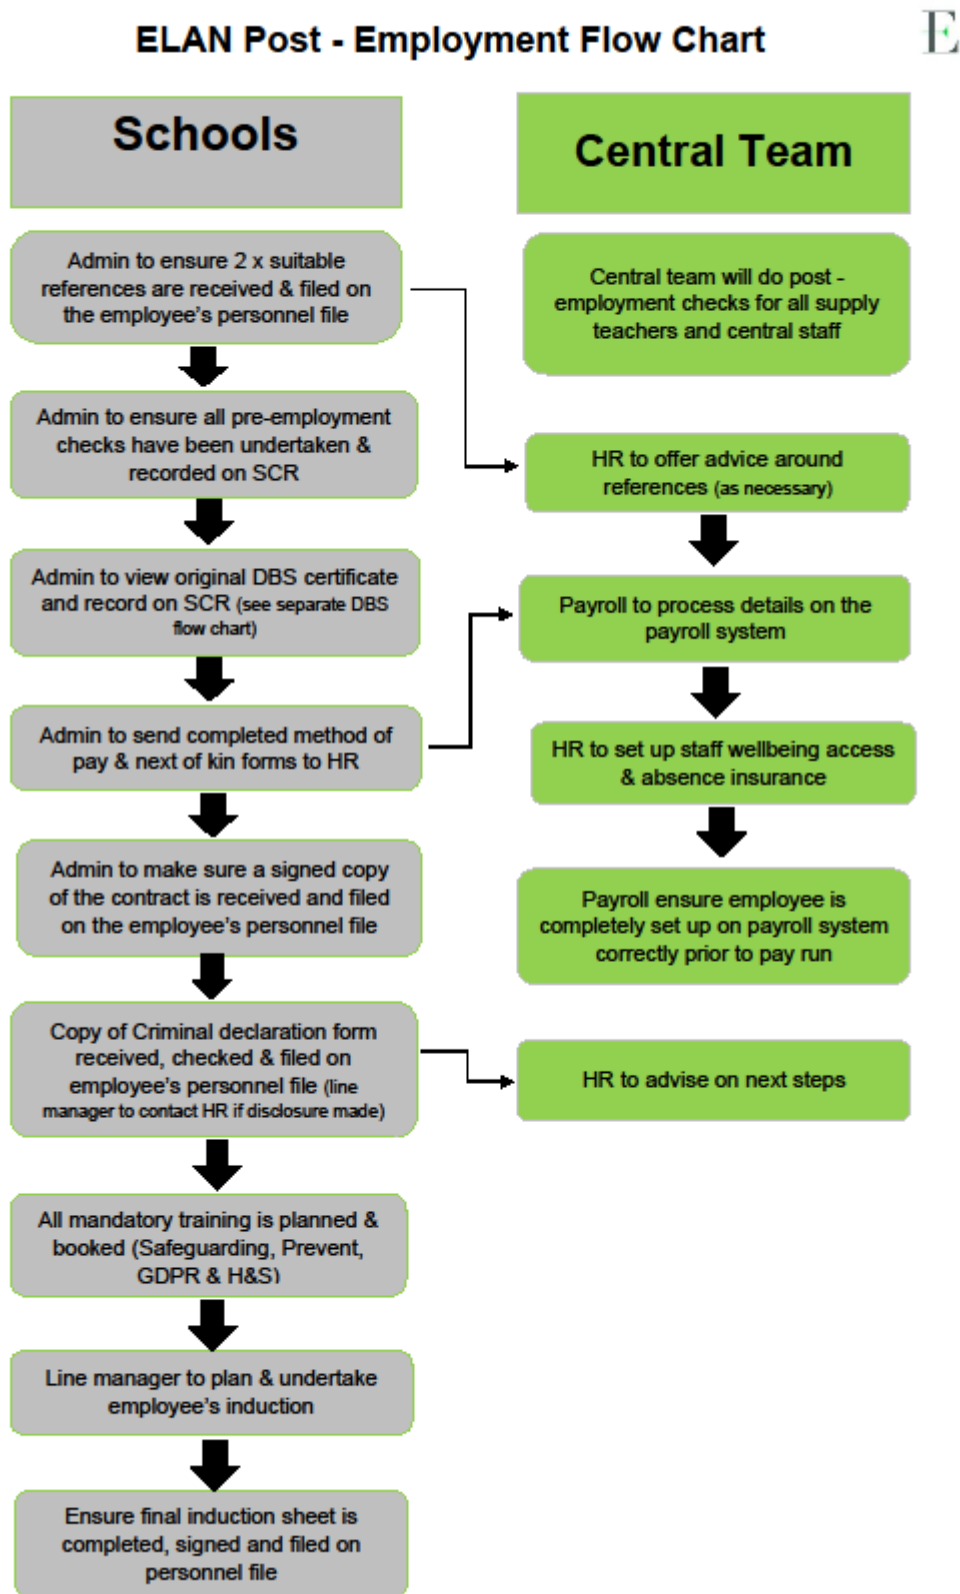 ELAN Post - Employment Flow Chart
E
Schools
Admin to ensure 2 x suitable
references are received & filed on
the employee's personnel file
Admin to ensure all pre-employment
checks have been undertaken &
recorded on SCR
Admin to view original DBS certificate
and record on SCR (see separate DBS
flow chart)
Admin to send completed method of
pay & next of kin forms to HR
Admin to make sure a signed copy
of the contract is received and filed
on the employee's personnel file
Copy of Criminal declaration form
received, checked & filed on
employee's personnel file (line
manager to contact HR if disclosure made)
All mandatory training is planned &
booked (Safeguarding, Prevent,
GDPR & H&S)
Line manager to plan & undertake
employee's induction
Ensure final induction sheet is
completed, signed and filed on
personnel file
Central Team
Central team will do post -
employment checks for all supply
teachers and central staff
HR to offer advice around
references (as necessary)
Payroll to process details on the
payroll system
HR to set up staff wellbeing access
& absence insurance
Payroll ensure employee is
completely set up on payroll system
correctly prior to pay run
HR to advise on next steps